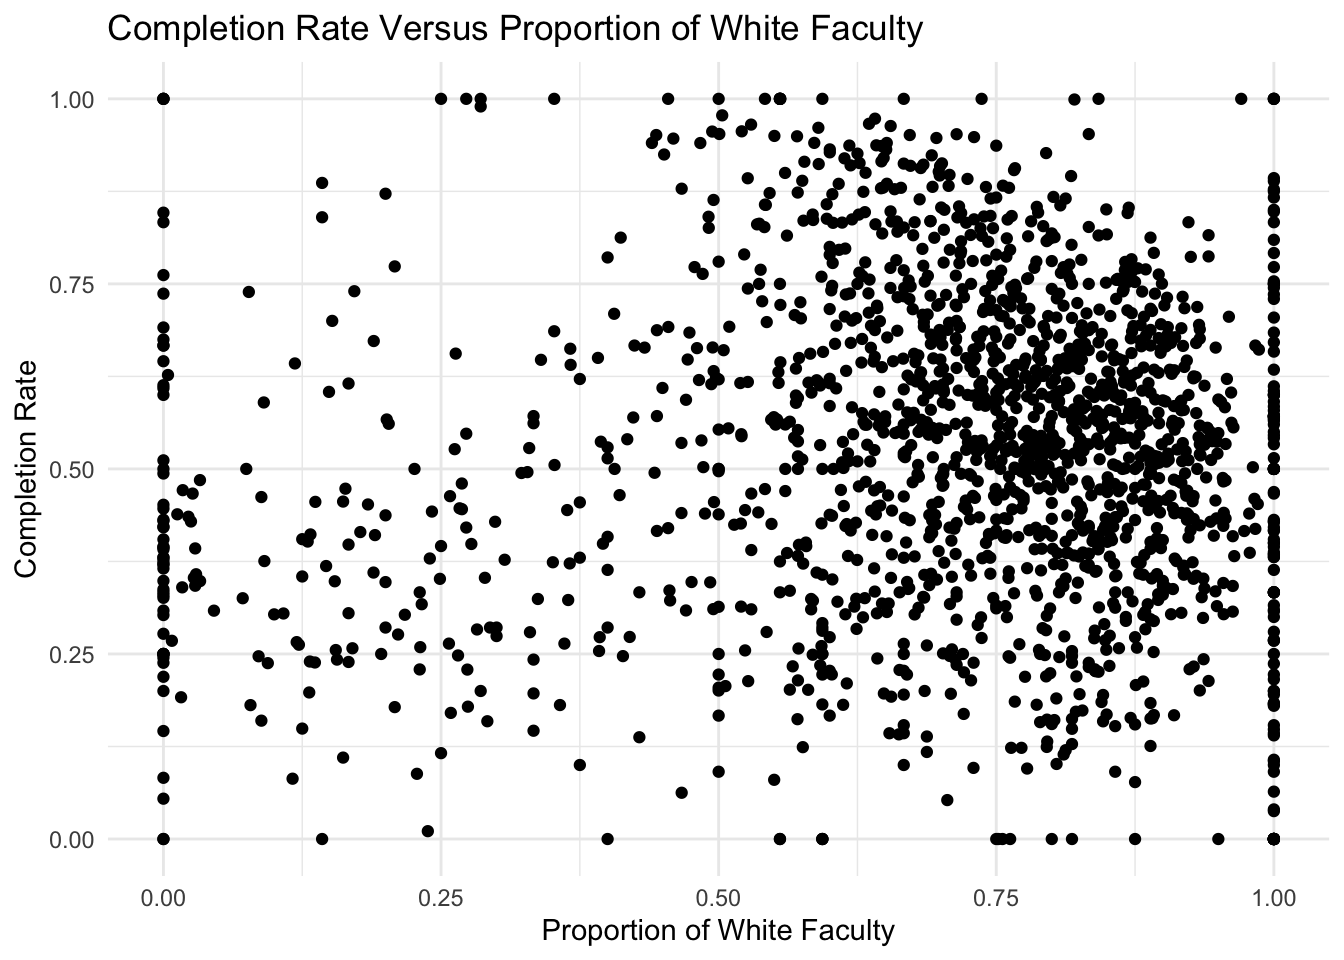 Completion Rate Versus Proportion of White Faculty
1.00
0.75
0.50
0.25
0.00
Completion Rate
0.00 0.25 0.50 0.75 1.00
Proportion of White Faculty